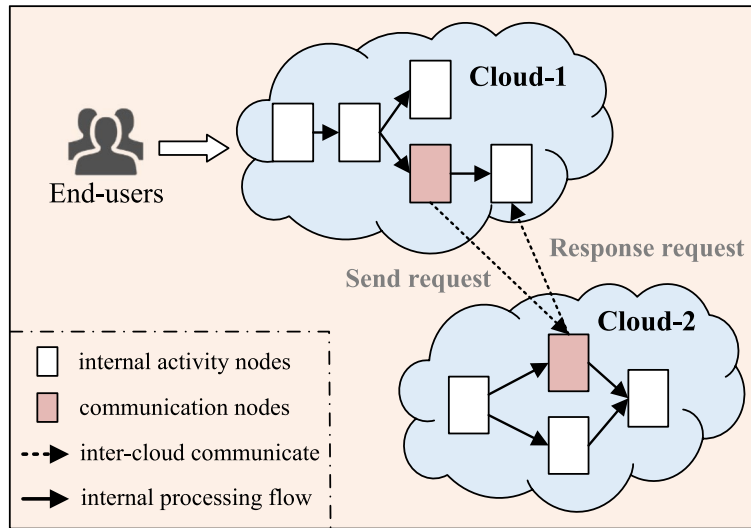 Cloud-1
End-users
Response request
Send request
Cloud-2
internal activity nodes
communication nodes
inter-cloud communicate
internal processing flow